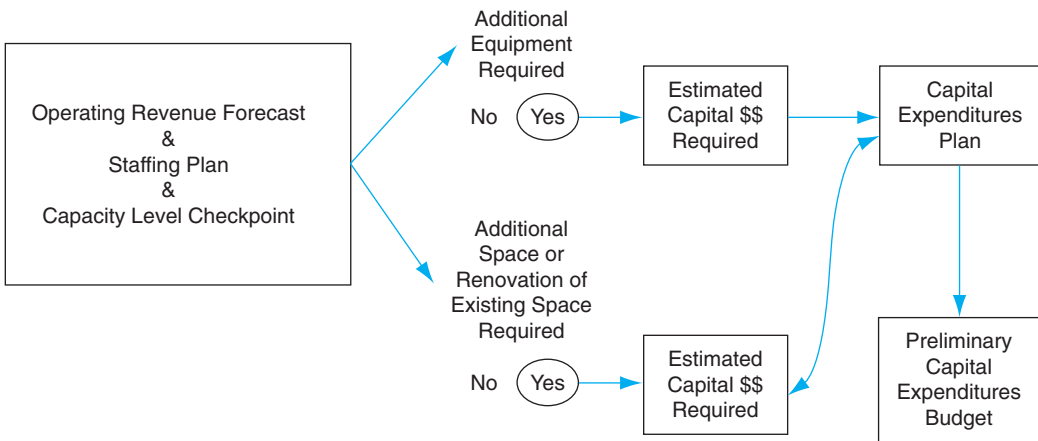 Operating Revenue Forecast
&
Staffing Plan
&
Capacity Level Checkpoint
Additional
Equipment
Required
No Yes
Estimated
Capital $$
Required
Capital
Expenditures
Plan
Additional
Space or
Renovation of
Existing Space
Required
No Yes
Estimated
Capital $$
Required
Preliminary
Capital
Expenditures
Budget